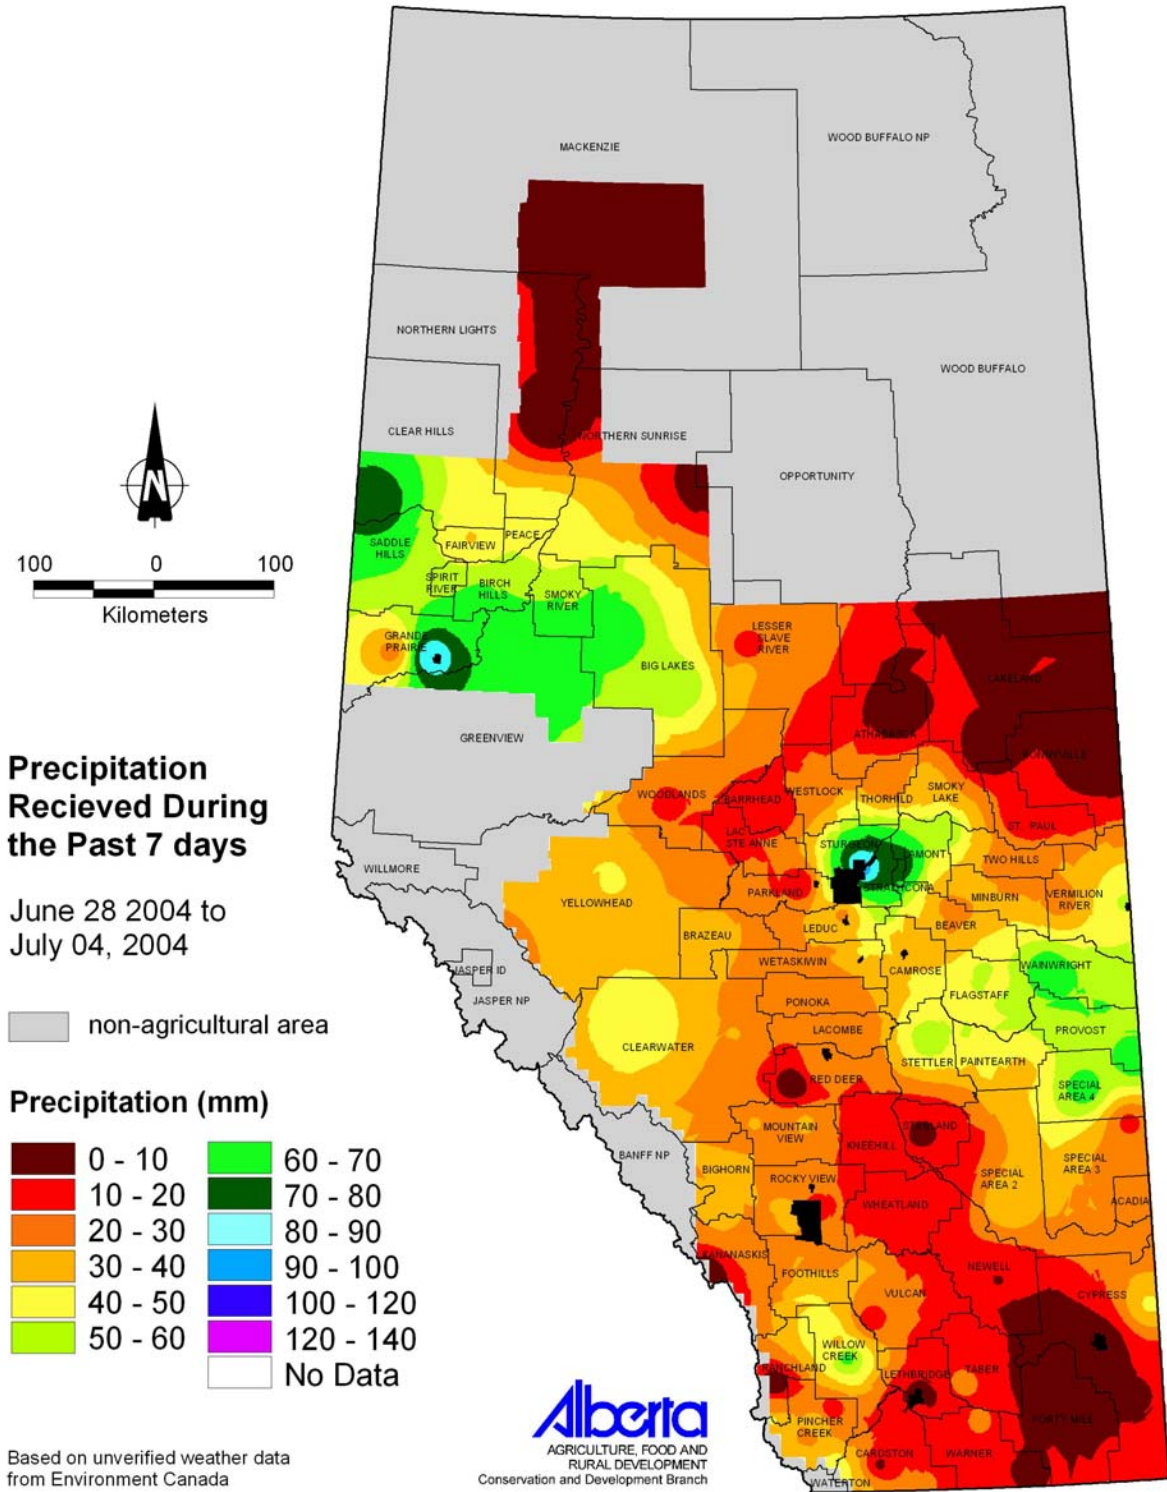 MACKENZIE
WOOD BUFFALO NP
NORTHERN LIGHTS
WOOD BUFFALO
CLEAR HILLS
NORTHERN SUNRISE
OPPORTUNITY
N
100 0 100
Kilometers
SADDLE
HILLS
FAIRVIEW
PEACE
SPIRIT
RIVER
BIRCH
HILLS
SMOKY
RIVER
GRANDE
PRAIRIE
BIG LAKES
LESSER
SLAVE
RIVER
LAKELAND
GREENVIEW
ATHABASCA
BONNYVILLE
Precipitation
Recieved During
the Past 7 days
June 28 2004 to
July 04, 2004
WOODLANDS
BARRHEAD
WESTLOCK
THORHILD
SMOKY
LAKE
ST. PAUL
LAC
STE ANNE
STURGEON
LAMONT
TWO HILLS
WILLMORE
YELLOWHEAD
PARKLAND
STRATHCONA
MINBURN
VERMILION
RIVER
BRAZEAU
LEDUC
BEAVER
WETASKIWIN
CAMROSE
WAINWRIGHT
JASPER ID
JASPER NP
PONOKA
FLAGSTAFF
LACOMBE
PROVOST
CLEARWATER
STETTLER
PAINTEARTH
RED DEER
SPECIAL
AREA 4
non-agricultural area
Precipitation (mm)
0 - 10
10 - 20
20 - 30
30 - 40
40 - 50
50 - 60
60 - 70
70 - 80
80 - 90
90 - 100
100 - 120
120 - 140
No Data
MOUNTAIN
VIEW
KNEEHILL
STARLAND
BANFF NP
BIGHORN
ROCKY VIEW
SPECIAL
AREA 2
SPECIAL
AREA 3
WHEATLAND
ACADIA
KANANASKIS
FOOTHILLS
NEWELL
VULCAN
CYPRESS
WILLOW
CREEK
RANCHLAND
LETHBRIDGE
TABER
PINCHER
CREEK
FORTY MILE
CARDSTON
WARNER
WATERTON
Alberta
AGRICULTURE, FOOD AND
RURAL DEVELOPMENT
Conservation and Development Branch
Based on unverified weather data
from Environment Canada